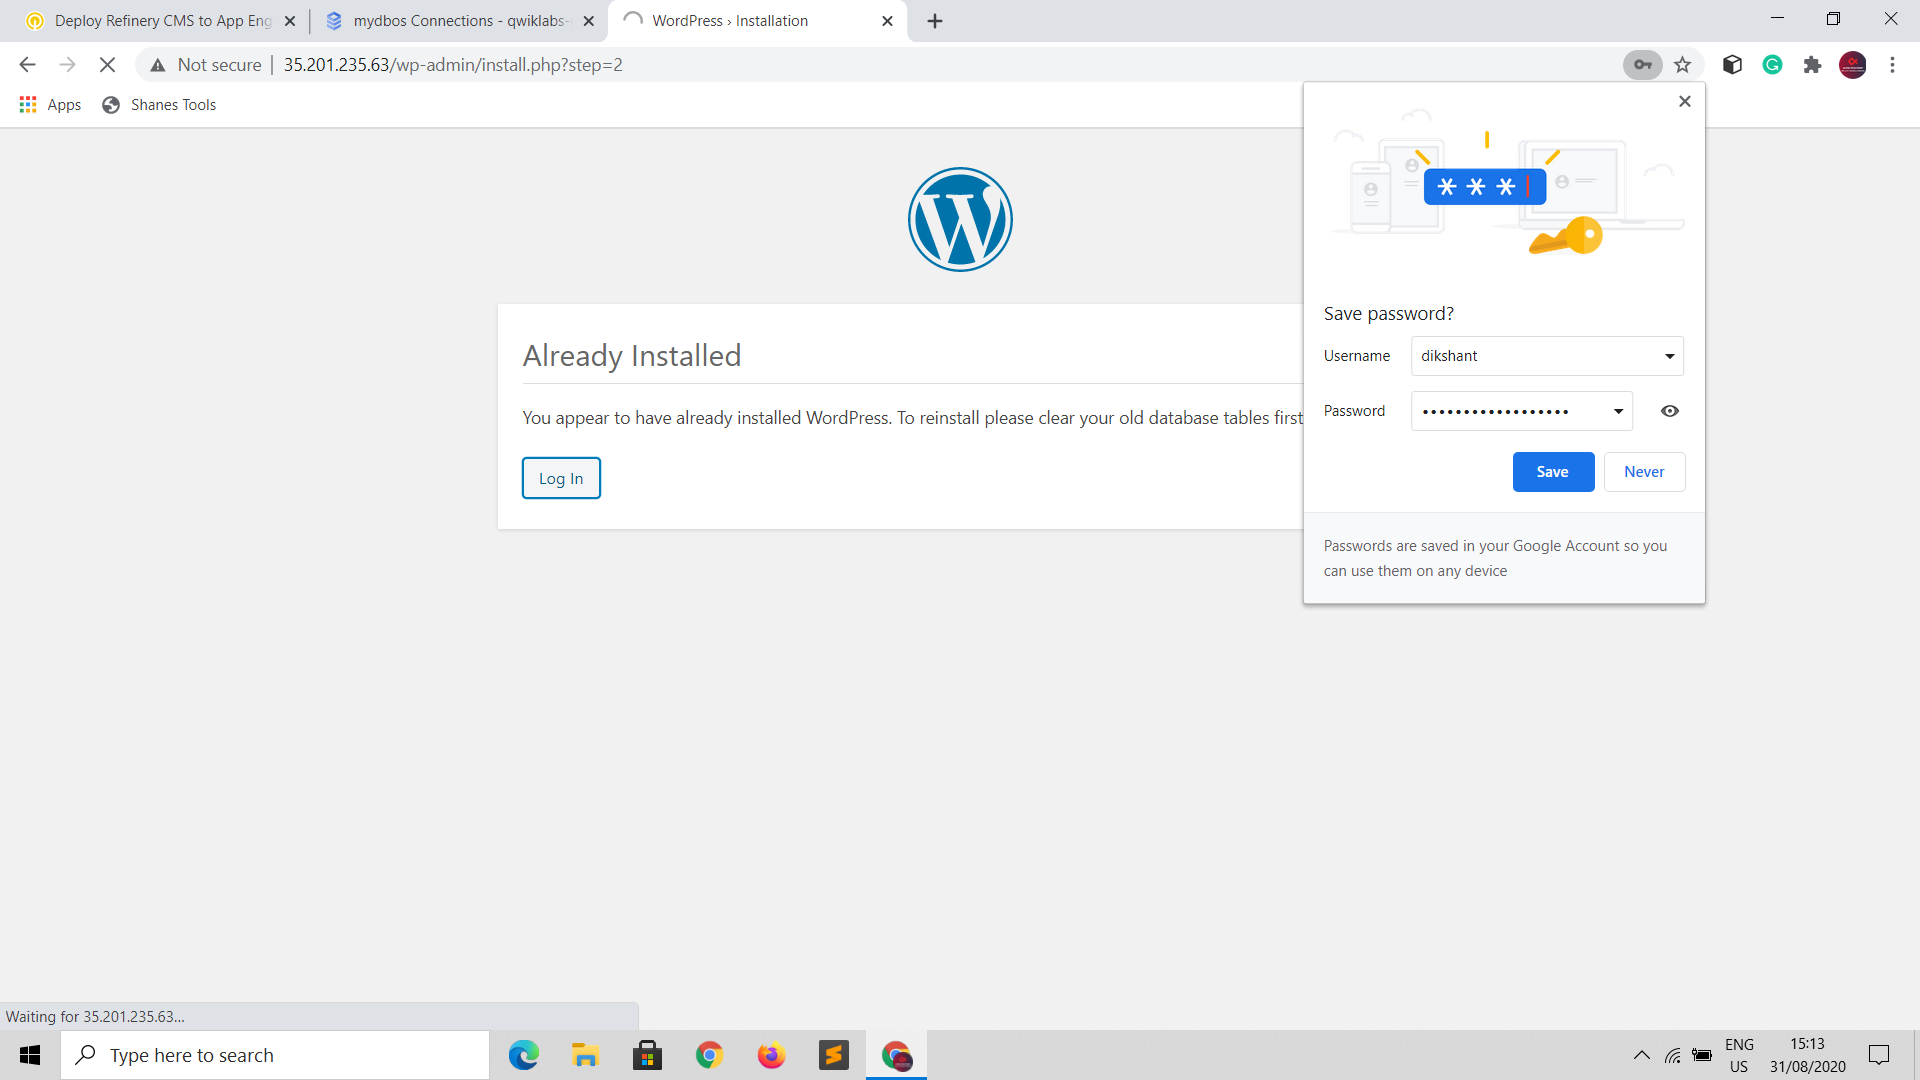 Deploy Refinery CMS to App Eng
mydbos Connections - qwiklabs-
WordPress › Installation
Not secure
35.201.235.63/wp-admin/install.php?step=2
Apps
Shanes Tools
Already Installed
You appear to have already installed WordPress. To reinstall please clear your old database tables first
Log In
Save password?
Username
dikshant
Password
••••••••••••••••••
Save
Never
Passwords are saved in your Google Account so you
can use them on any device
Waiting for 35.201.235.63...
Type here to search
ENG
US
15:13
31/08/2020